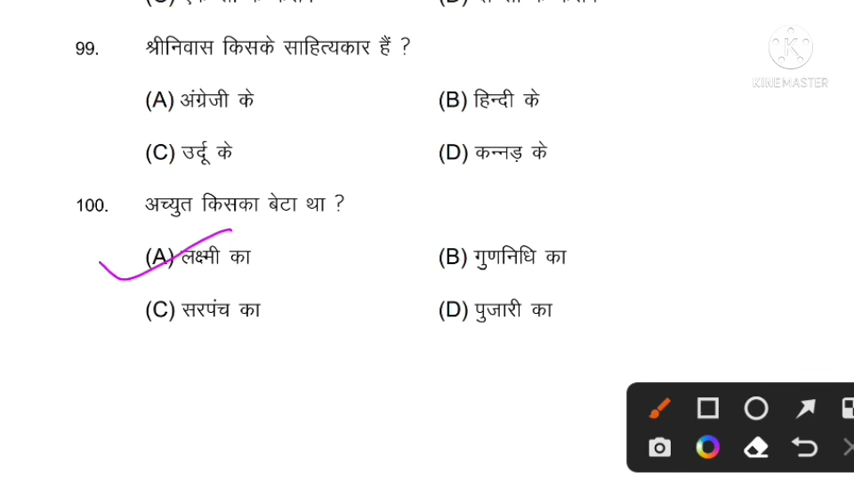 99. श्रीनिवास किसके साहित्यकार हैं ?
(A) अंग्रेजी के (B) हिन्दी के
(C) उर्दू के (D) कन्नड़ के
100. अच्युत किसका बेटा था ?
(A) लक्ष्मी का (B) गुणनिधि का
(C) सरपंच का (D) पुजारी का
K
KINEMASTER